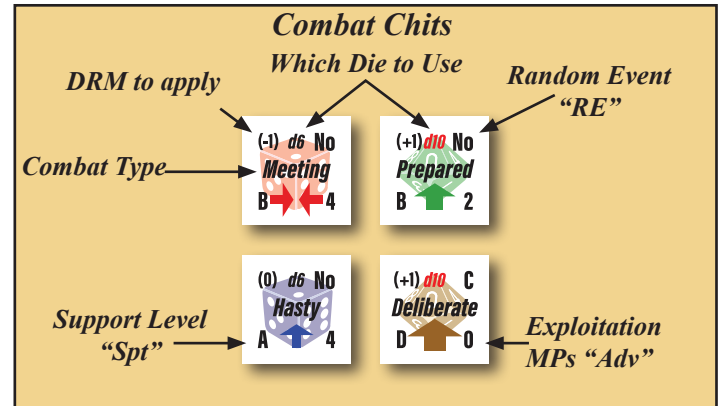 Combat Chits
Which Die to Use
DRM to apply
Random Event
"RE"
(-1) d6 No
Meeting
B 4
(+1) d10 No
Prepared
B 2
Combat Type
(0) d6 No
Hasty
A 4
(+1) d10 C
Deliberate
D 0
Support Level
"Spt"
Exploitation
MPs "Adv"